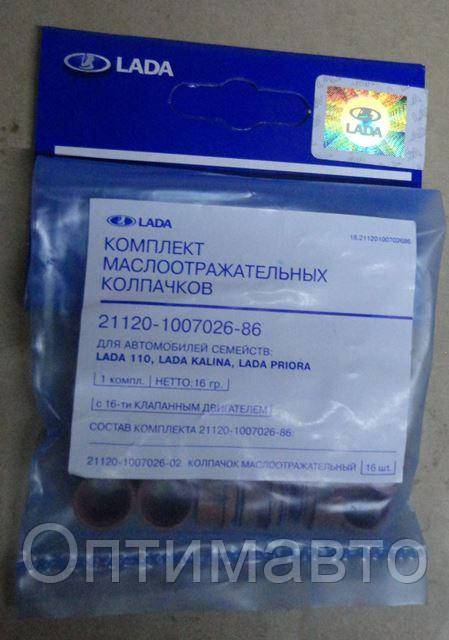 LADA
LADA
LADA
18.21120100702686
КОМПЛЕКТ
МАСЛООТРАЖАТЕЛЬНЫХ
КОЛПАЧКОВ
21120-1007026-86
ДЛЯ АВТОМОБИЛЕЙ СЕМЕЙСТВ:
LADA 110, LADA KALINA, LADA PRIORA
1 компл. НЕТТО: 16 гр.
с 16-ти КЛАПАННЫМ ДВИГАТЕЛЕМ
СОСТАВ КОМПЛЕКТА 21120-1007026-86:
21120-1007026-02 КОЛПАЧОК МАСЛООТРАЖАТЕЛЬНЫЙ 16 шт.
Оптимавто